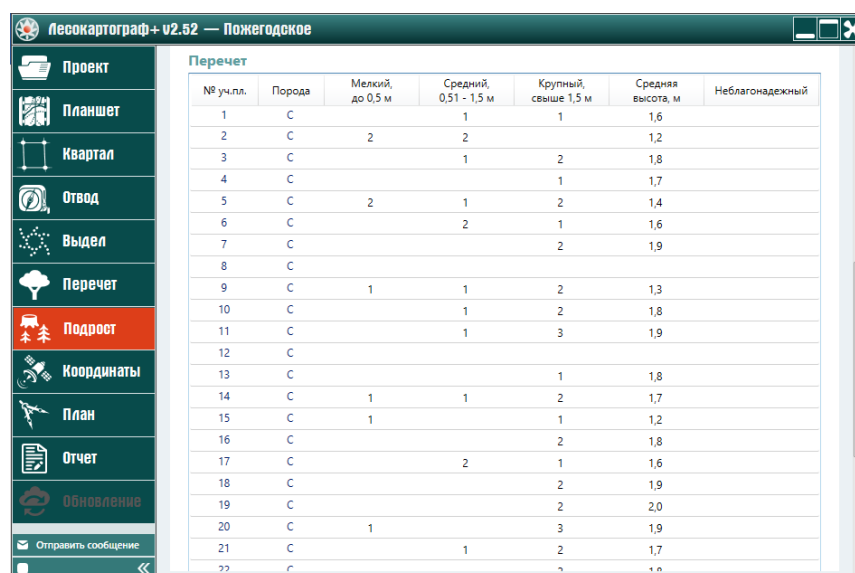 Лесокартограф+ v2.52 — Пожегодское
Проект
Планшет
Квартал
Отвод
Выдел
Перечет
Подрост
Координаты
План
Отчет
Обновление
Отправить сообщение
Перечет
№ уч.пл. Порода Мелкий, до 0,5 м Средний, 0,51 - 1,5 м Крупный, свыше 1,5 м Средняя высота, м Неблагонадежный
1 С 1 1 1,6
2 С 2 2 1,2
3 С 1 2 1,8
4 С 1 1,7
5 С 2 1 2 1,4
6 С 2 1 1,6
7 С 2 1,9
8 С
9 С 1 1 2 1,3
10 С 1 2 1,8
11 С 1 3 1,9
12 С
13 С 1 1,8
14 С 1 1 2 1,7
15 С 1 1 1,2
16 С 2 1,8
17 С 2 1 1,6
18 С 2 1,9
19 С 2 2,0
20 С 1 3 1,9
21 С 1 2 1,7
22 С